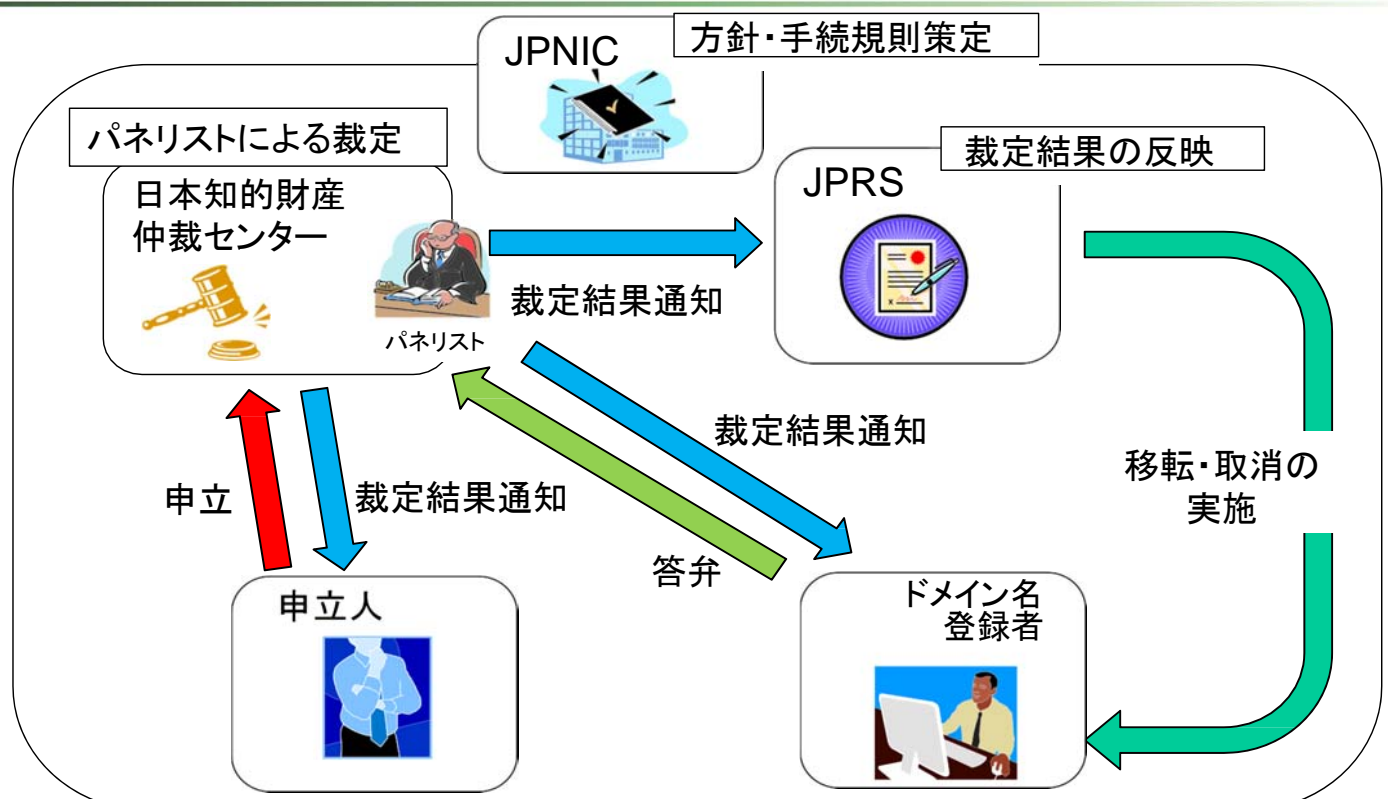 JPNIC
方針・手続規則策定
パネリストによる裁定
日本知的財産
仲裁センター
パネリスト
裁定結果の反映
JPRS
裁定結果通知
裁定結果通知
移転・取消の
実施
申立
裁定結果通知
答弁
申立人
ドメイン名
登録者